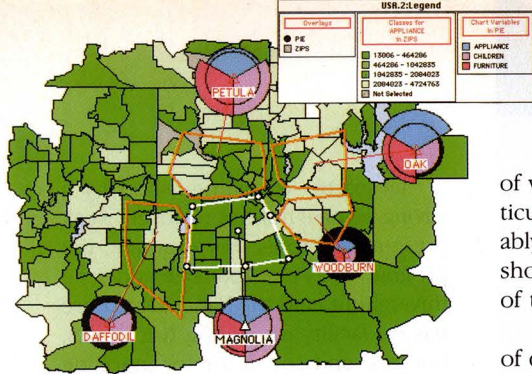 USR.2:Legend
Overlays
PIE
ZIPS
Classes for
APPLIANCE
in ZIPS
13006 - 464286
464286 - 1042835
1042835 - 2084023
2084023 - 4724763
Not Selected
Chart Variables
in PIE
APPLIANCE
CHILDREN
FURNITURE
PETULA
OAK
WOODBURN
DAFFODIL
MAGNOLIA
of v
ticu
ably
sho
of t
of c